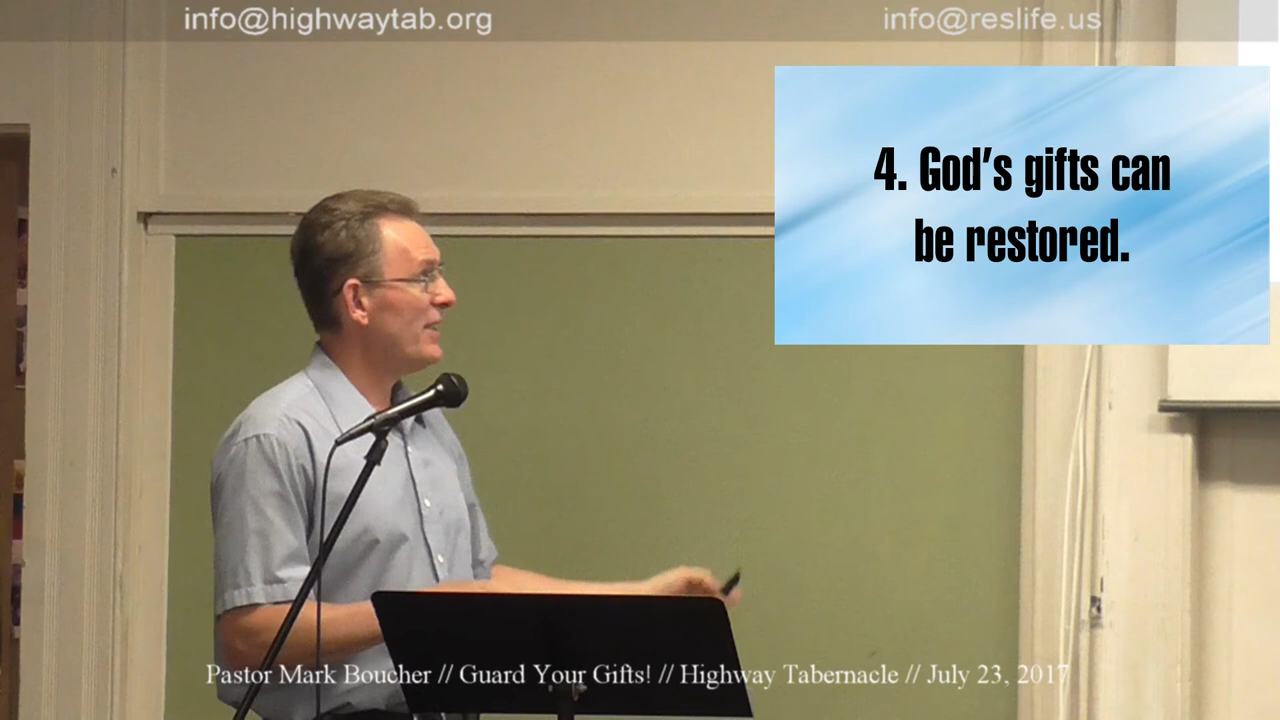 info@highwaytab.org
info@reslife.us
4. God's gifts can
be restored.
Pastor Mark Boucher // Guard Your Gifts! // Highway Tabernacle // July 23, 2017